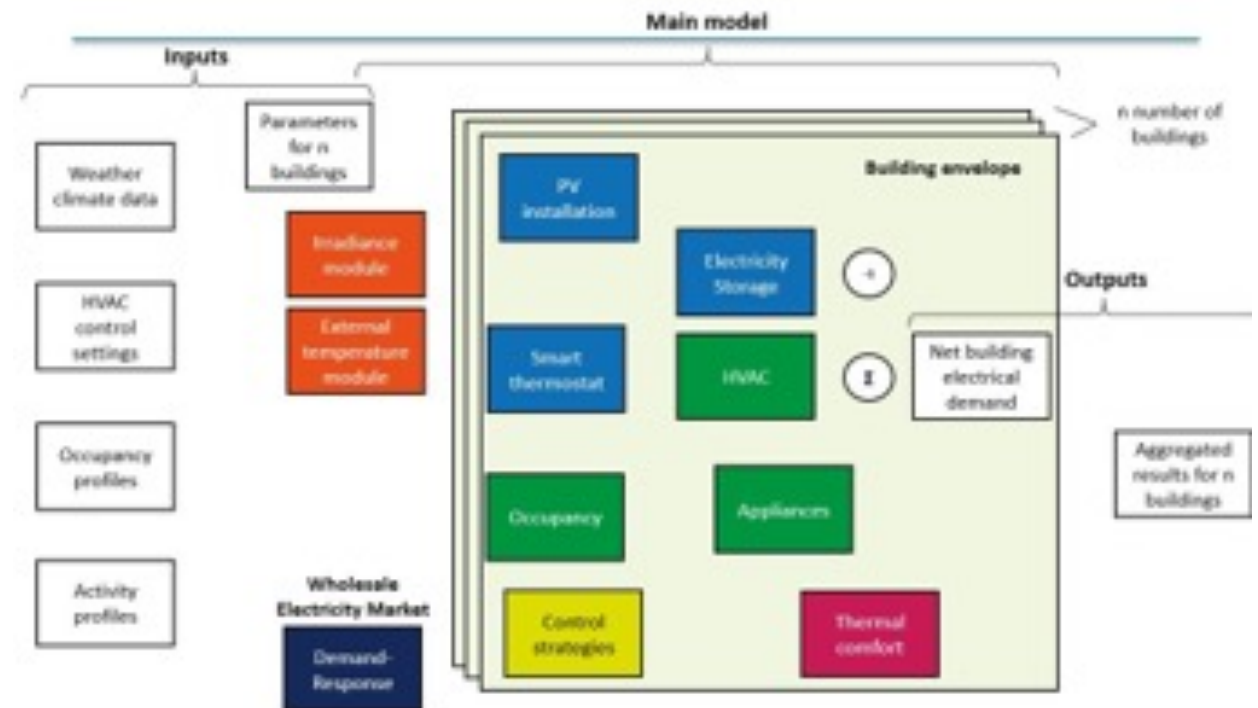 Main model
Inputs
Parameters
for n
buildings
n number of
buildings
Weather
climate data
Building envelope
PV
installation
Irradiance
module
Electricity
Storage
Outputs
HVAC
control
settings
External
temperature
module
Smart
thermostat
HVAC
Σ
Net building
electrical
demand
Occupancy
profiles
Aggregated
results for n
buildings
Occupancy
Appliances
Activity
profiles
Wholesale
Electricity Market
Demand-
Response
Control
strategies
Thermal
comfort